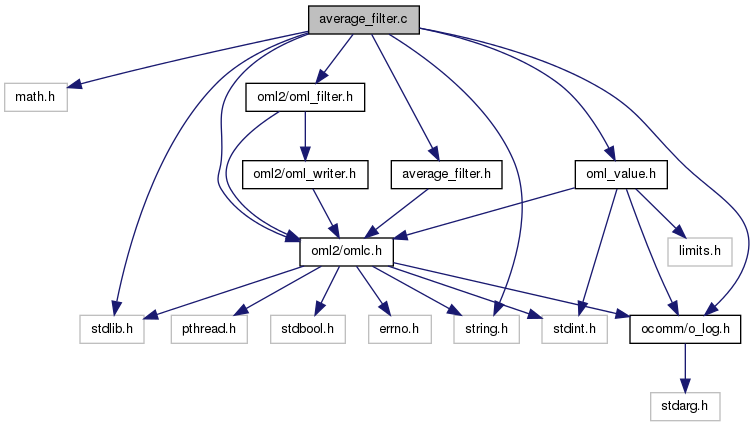 average_filter.c
math.h
oml2/oml_filter.h
oml2/oml_writer.h
average_filter.h
oml_value.h
oml2/omlc.h
limits.h
stdlib.h
pthread.h
stdbool.h
errno.h
string.h
stdint.h
ocomm/o_log.h
stdarg.h